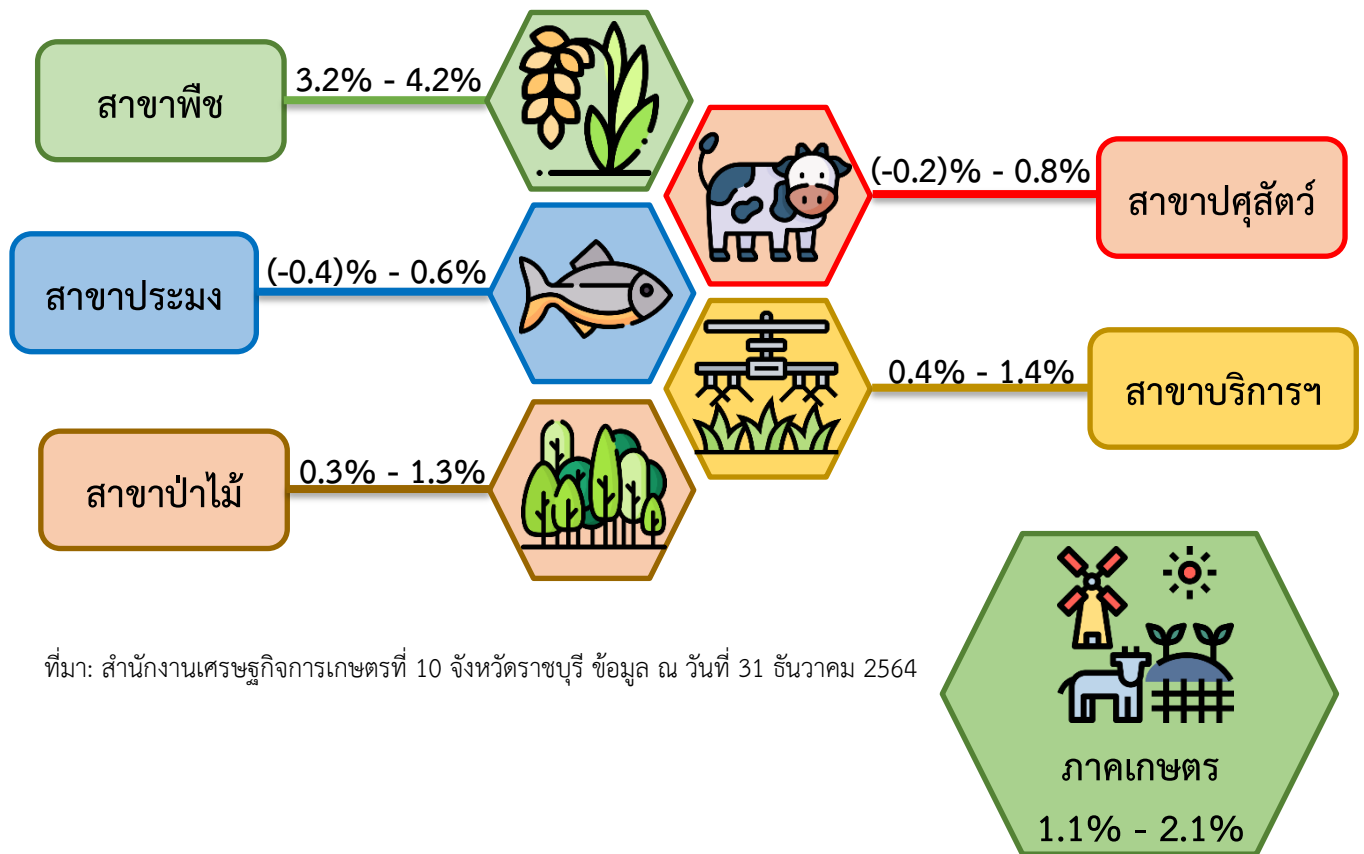 สาขาพืช
3.2% - 4.2%
(-0.2)% - 0.8%
สาขาปศุสัตว์
สาขาประมง
(-0.4)% - 0.6%
0.4% - 1.4%
สาขาบริการฯ
สาขาป่าไม้
0.3% - 1.3%
ที่มา: สำนักงานเศรษฐกิจการเกษตรที่ 10 จังหวัดราชบุรี ข้อมูล ณ วันที่ 31 ธันวาคม 2564
ภาคเกษตร
1.1% - 2.1%